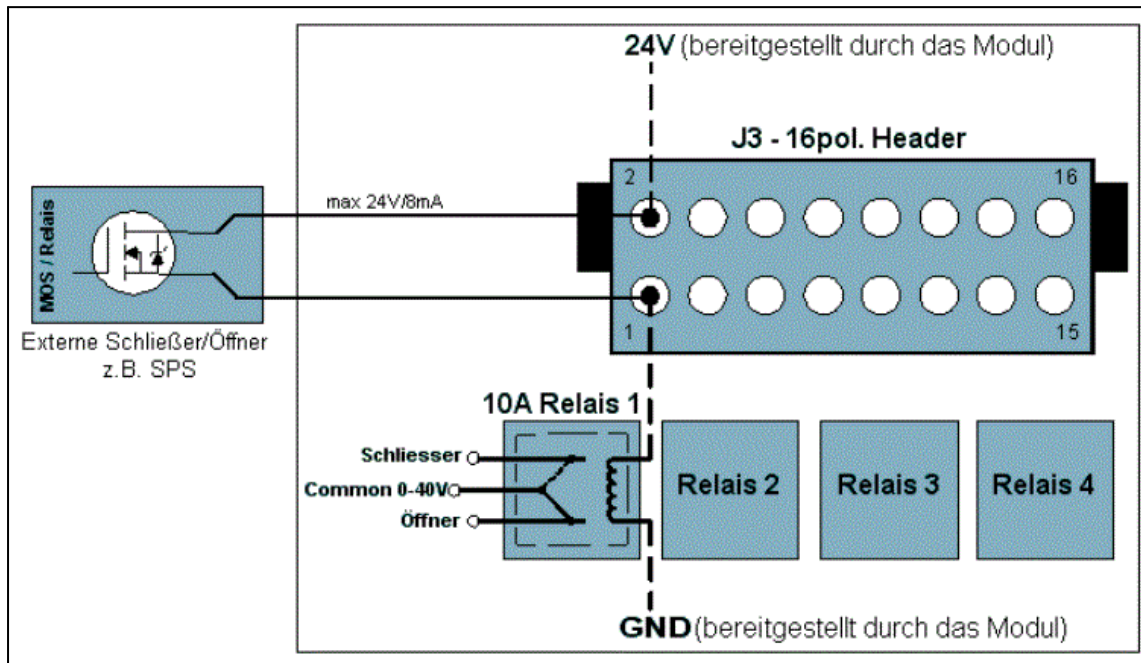 24V (bereitgestellt durch das Modul)
J3 - 16pol. Header
2
16
max 24V/8mA
MOS / Relais
1
15
Externe Schließer/Öffner
z.B. SPS
10A Relais 1
Schliesser
Common 0-40V
Öffner
Relais 2
Relais 3
Relais 4
GND (bereitgestellt durch das Modul)